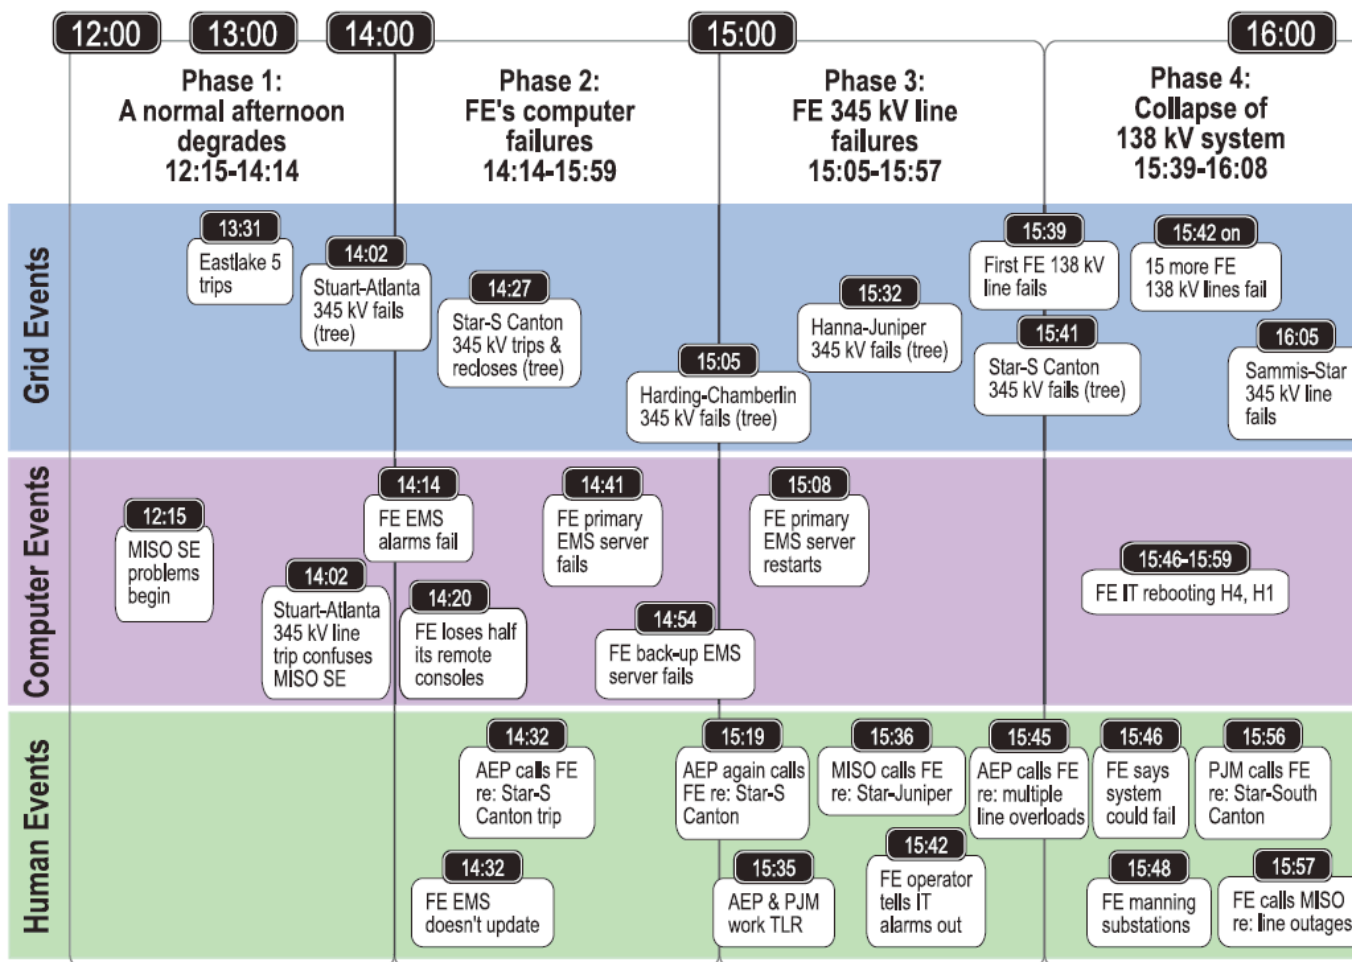 12:00
13:00
14:00
15:00
16:00
Phase 1:
A normal afternoon
degrades
12:15-14:14
Phase 2:
FE's computer
failures
14:14-15:59
Phase 3:
FE 345 kV line
failures
15:05-15:57
Phase 4:
Collapse of
138 kV system
15:39-16:08
Grid Events
13:31
Eastlake 5
trips
14:02
Stuart-Atlanta
345 kV fails
(tree)
14:27
Star-S Canton
345 kV trips &
recloses (tree)
15:05
Harding-Chamberlin
345 kV fails (tree)
15:32
Hanna-Juniper
345 kV fails (tree)
15:39
First FE 138 kV
line fails
15:41
Star-S Canton
345 kV fails (tree)
15:42 on
15 more FE
138 kV lines fail
16:05
Sammis-Star
345 kV line
fails
Computer Events
12:15
MISO SE
problems
begin
14:02
Stuart-Atlanta
345 kV line
trip confuses
MISO SE
14:14
FE EMS
alarms fail
14:20
FE loses half
its remote
consoles
14:41
FE primary
EMS server
fails
14:54
FE back-up EMS
server fails
15:08
FE primary
EMS server
restarts
15:46-15:59
FE IT rebooting H4, H1
Human Events
14:32
AEP calls FE
re: Star-S
Canton trip
14:32
FE EMS
doesn't update
15:19
AEP again calls
FE re: Star-S
Canton
15:35
AEP & PJM
work TLR
15:36
MISO calls FE
re: Star-Juniper
15:42
FE operator
tells IT
alarms out
15:45
AEP calls FE
re: multiple
line overloads
15:46
FE says
system
could fail
15:48
FE manning
substations
15:56
PJM calls FE
re: Star-South
Canton
15:57
FE calls MISO
re: line outages